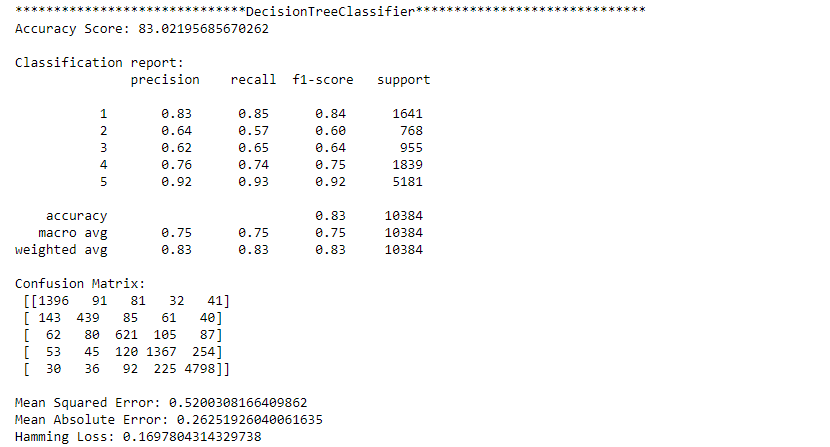 ******************************DecisionTreeClassifier******************************
Accuracy Score: 83.02195685670262
Classification report:
precision recall f1-score support
1 0.83 0.85 0.84 1641
2 0.64 0.57 0.60 768
3 0.62 0.65 0.64 955
4 0.76 0.74 0.75 1839
5 0.92 0.93 0.92 5181
accuracy 0.83 10384
macro avg 0.75 0.75 0.75 10384
weighted avg 0.83 0.83 0.83 10384
Confusion Matrix:
[[1396 91 81 32 41]
[ 143 439 85 61 40]
[ 62 80 621 105 87]
[ 53 45 120 1367 254]
[ 30 36 92 225 4798]]
Mean Squared Error: 0.5200308166409862
Mean Absolute Error: 0.26251926040061635
Hamming Loss: 0.1697804314329738